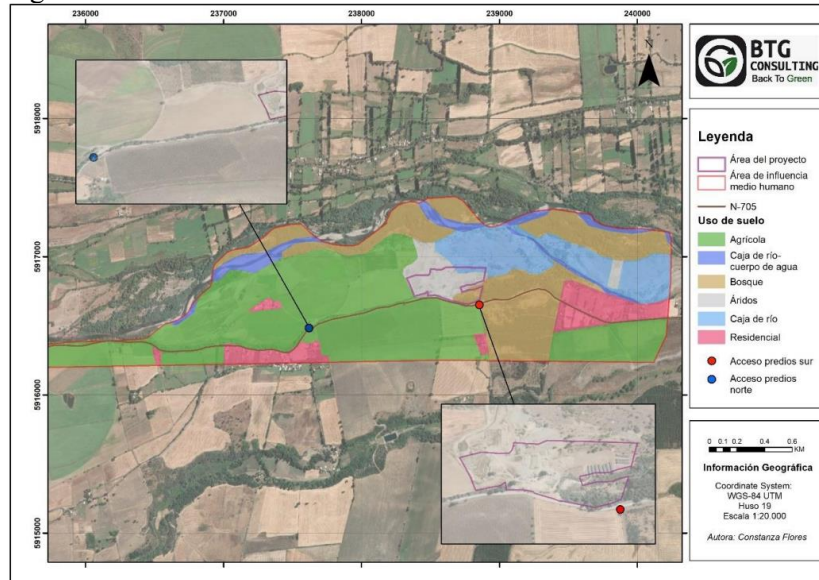 236000 237000 238000 239000 240000
5918000
5917000
5916000
5915000
N
BTG
CONSULTING
Back To Green
Leyenda
Área del proyecto
Área de influencia
medio humano
N-705
Uso de suelo
Agrícola
Caja de río-
cuerpo de agua
Bosque
Áridos
Caja de río
Residencial
Acceso predios sur
Acceso predios
norte
0 0.1 0.2 0.4 0.6
KM
Información Geográfica
Coordinate System:
WGS-84 UTM
Huso 19
Escala 1:20.000
Autora: Constanza Flores